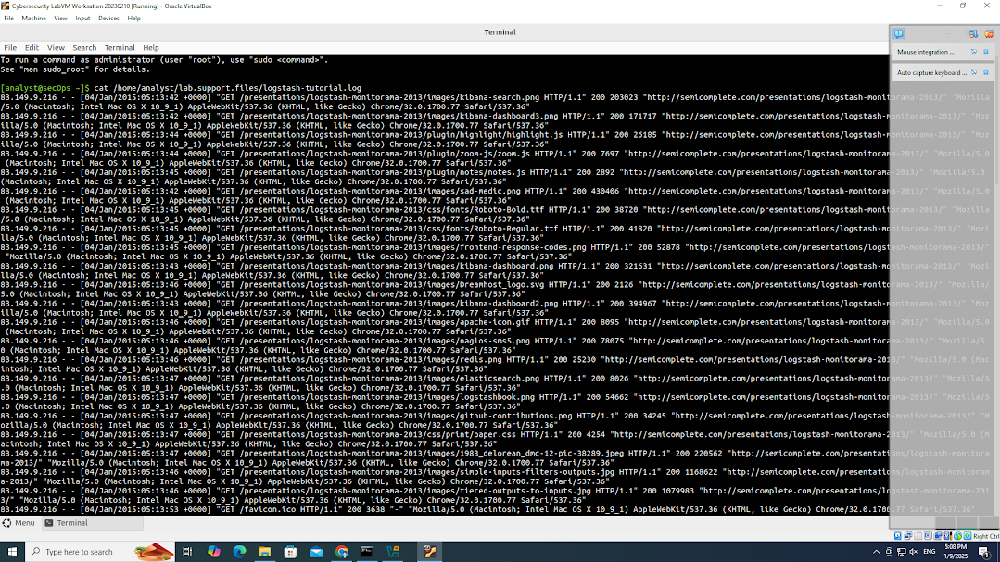 Cybersecurity LabVM Worksation 20230210 [Running] - Oracle VirtualBox
File Machine View Input Devices Help
Terminal
File Edit View Search Terminal Help
To run a command as administrator (user "root"), use "sudo <command>".
See "man sudo_root" for details.
[analyst@secOps ~]$ cat /home/analyst/lab.support.files/logstash-tutorial.log
83.149.9.216 - - [04/Jan/2015:05:13:42 +0000] "GET /presentations/logstash-monitorama-2013/images/kibana-search.png HTTP/1.1" 200 203023 "http://semicomplete.com/presentations/logstash-monitorama-2013/" "Mozilla
/5.0 (Macintosh; Intel Mac OS X 10_9_1) AppleWebKit/537.36 (KHTML, like Gecko) Chrome/32.0.1700.77 Safari/537.36"
83.149.9.216 - - [04/Jan/2015:05:13:42 +0000] "GET /presentations/logstash-monitorama-2013/images/kibana-dashboard3.png HTTP/1.1" 200 171717 "http://semicomplete.com/presentations/logstash-monitorama-2013/" "Moz
illa/5.0 (Macintosh; Intel Mac OS X 10_9_1) AppleWebKit/537.36 (KHTML, like Gecko) Chrome/32.0.1700.77 Safari/537.36"
83.149.9.216 - - [04/Jan/2015:05:13:44 +0000] "GET /presentations/logstash-monitorama-2013/plugin/highlight/highlight.js HTTP/1.1" 200 26185 "http://semicomplete.com/presentations/logstash-monitorama-2013/" "Moz
illa/5.0 (Macintosh; Intel Mac OS X 10_9_1) AppleWebKit/537.36 (KHTML, like Gecko) Chrome/32.0.1700.77 Safari/537.36"
83.149.9.216 - - [04/Jan/2015:05:13:44 +0000] "GET /presentations/logstash-monitorama-2013/plugin/zoom-js/zoom.js HTTP/1.1" 200 7697 "http://semicomplete.com/presentations/logstash-monitorama-2013/" "Mozilla/5.0
(Macintosh; Intel Mac OS X 10_9_1) AppleWebKit/537.36 (KHTML, like Gecko) Chrome/32.0.1700.77 Safari/537.36"
83.149.9.216 - - [04/Jan/2015:05:13:45 +0000] "GET /presentations/logstash-monitorama-2013/plugin/notes/notes.js HTTP/1.1" 200 2892 "http://semicomplete.com/presentations/logstash-monitorama-2013/" "Mozilla/5.0
(Macintosh; Intel Mac OS X 10_9_1) AppleWebKit/537.36 (KHTML, like Gecko) Chrome/32.0.1700.77 Safari/537.36"
83.149.9.216 - - [04/Jan/2015:05:13:42 +0000] "GET /presentations/logstash-monitorama-2013/images/sad-medic.png HTTP/1.1" 200 430406 "http://semicomplete.com/presentations/logstash-monitorama-2013/" "Mozilla/5.0
(Macintosh; Intel Mac OS X 10_9_1) AppleWebKit/537.36 (KHTML, like Gecko) Chrome/32.0.1700.77 Safari/537.36"
83.149.9.216 - - [04/Jan/2015:05:13:45 +0000] "GET /presentations/logstash-monitorama-2013/css/fonts/Roboto-Bold.ttf HTTP/1.1" 200 38720 "http://semicomplete.com/presentations/logstash-monitorama-2013/" "Mozilla
/5.0 (Macintosh; Intel Mac OS X 10_9_1) AppleWebKit/537.36 (KHTML, like Gecko) Chrome/32.0.1700.77 Safari/537.36"
83.149.9.216 - - [04/Jan/2015:05:13:45 +0000] "GET /presentations/logstash-monitorama-2013/css/fonts/Roboto-Regular.ttf HTTP/1.1" 200 41820 "http://semicomplete.com/presentations/logstash-monitorama-2013/" "Mozi
lla/5.0 (Macintosh; Intel Mac OS X 10_9_1) AppleWebKit/537.36 (KHTML, like Gecko) Chrome/32.0.1700.77 Safari/537.36"
83.149.9.216 - - [04/Jan/2015:05:13:45 +0000] "GET /presentations/logstash-monitorama-2013/images/frontend-response-codes.png HTTP/1.1" 200 52878 "http://semicomplete.com/presentations/logstash-monitorama-2013/"
"Mozilla/5.0 (Macintosh; Intel Mac OS X 10_9_1) AppleWebKit/537.36 (KHTML, like Gecko) Chrome/32.0.1700.77 Safari/537.36"
83.149.9.216 - - [04/Jan/2015:05:13:43 +0000] "GET /presentations/logstash-monitorama-2013/images/kibana-dashboard.png HTTP/1.1" 200 321631 "http://semicomplete.com/presentations/logstash-monitorama-2013/" "Mozi
lla/5.0 (Macintosh; Intel Mac OS X 10_9_1) AppleWebKit/537.36 (KHTML, like Gecko) Chrome/32.0.1700.77 Safari/537.36"
83.149.9.216 - - [04/Jan/2015:05:13:46 +0000] "GET /presentations/logstash-monitorama-2013/images/Dreamhost_logo.svg HTTP/1.1" 200 2126 "http://semicomplete.com/presentations/logstash-monitorama-2013/" "Mozilla/
5.0 (Macintosh; Intel Mac OS X 10_9_1) AppleWebKit/537.36 (KHTML, like Gecko) Chrome/32.0.1700.77 Safari/537.36"
83.149.9.216 - - [04/Jan/2015:05:13:43 +0000] "GET /presentations/logstash-monitorama-2013/images/kibana-dashboard2.png HTTP/1.1" 200 394967 "http://semicomplete.com/presentations/logstash-monitorama-2013/" "Moz
illa/5.0 (Macintosh; Intel Mac OS X 10_9_1) AppleWebKit/537.36 (KHTML, like Gecko) Chrome/32.0.1700.77 Safari/537.36"
83.149.9.216 - - [04/Jan/2015:05:13:46 +0000] "GET /presentations/logstash-monitorama-2013/images/apache-icon.gif HTTP/1.1" 200 8095 "http://semicomplete.com/presentations/logstash-monitorama-2013/" "Mozilla/5.0
(Macintosh; Intel Mac OS X 10_9_1) AppleWebKit/537.36 (KHTML, like Gecko) Chrome/32.0.1700.77 Safari/537.36"
83.149.9.216 - - [04/Jan/2015:05:13:46 +0000] "GET /presentations/logstash-monitorama-2013/images/nagios-sms5.png HTTP/1.1" 200 78075 "http://semicomplete.com/presentations/logstash-monitorama-2013/" "Mozilla/5.
0 (Macintosh; Intel Mac OS X 10_9_1) AppleWebKit/537.36 (KHTML, like Gecko) Chrome/32.0.1700.77 Safari/537.36"
83.149.9.216 - - [04/Jan/2015:05:13:46 +0000] "GET /presentations/logstash-monitorama-2013/images/redis.png HTTP/1.1" 200 25230 "http://semicomplete.com/presentations/logstash-monitorama-2013/" "Mozilla/5.0 (Mac
intosh; Intel Mac OS X 10_9_1) AppleWebKit/537.36 (KHTML, like Gecko) Chrome/32.0.1700.77 Safari/537.36"
83.149.9.216 - - [04/Jan/2015:05:13:47 +0000] "GET /presentations/logstash-monitorama-2013/images/elasticsearch.png HTTP/1.1" 200 8026 "http://semicomplete.com/presentations/logstash-monitorama-2013/" "Mozilla/5
.0 (Macintosh; Intel Mac OS X 10_9_1) AppleWebKit/537.36 (KHTML, like Gecko) Chrome/32.0.1700.77 Safari/537.36"
83.149.9.216 - - [04/Jan/2015:05:13:47 +0000] "GET /presentations/logstash-monitorama-2013/images/logstashbook.png HTTP/1.1" 200 54662 "http://semicomplete.com/presentations/logstash-monitorama-2013/" "Mozilla/5
.0 (Macintosh; Intel Mac OS X 10_9_1) AppleWebKit/537.36 (KHTML, like Gecko) Chrome/32.0.1700.77 Safari/537.36"
83.149.9.216 - - [04/Jan/2015:05:13:47 +0000] "GET /presentations/logstash-monitorama-2013/images/github-contributions.png HTTP/1.1" 200 34245 "http://semicomplete.com/presentations/logstash-monitorama-2013/" "M
ozilla/5.0 (Macintosh; Intel Mac OS X 10_9_1) AppleWebKit/537.36 (KHTML, like Gecko) Chrome/32.0.1700.77 Safari/537.36"
83.149.9.216 - - [04/Jan/2015:05:13:47 +0000] "GET /presentations/logstash-monitorama-2013/css/print/paper.css HTTP/1.1" 200 4254 "http://semicomplete.com/presentations/logstash-monitorama-2013/" "Mozilla/5.0 (M
acintosh; Intel Mac OS X 10_9_1) AppleWebKit/537.36 (KHTML, like Gecko) Chrome/32.0.1700.77 Safari/537.36"
83.149.9.216 - - [04/Jan/2015:05:13:47 +0000] "GET /presentations/logstash-monitorama-2013/images/1983_delorean_dmc-12-pic-38289.jpeg HTTP/1.1" 200 220562 "http://semicomplete.com/presentations/logstash-monitora
ma-2013/" "Mozilla/5.0 (Macintosh; Intel Mac OS X 10_9_1) AppleWebKit/537.36 (KHTML, like Gecko) Chrome/32.0.1700.77 Safari/537.36"
83.149.9.216 - - [04/Jan/2015:05:13:46 +0000] "GET /presentations/logstash-monitorama-2013/images/simple-inputs-filters-outputs.jpg HTTP/1.1" 200 1168622 "http://semicomplete.com/presentations/logstash-monitoram
a-2013/" "Mozilla/5.0 (Macintosh; Intel Mac OS X 10_9_1) AppleWebKit/537.36 (KHTML, like Gecko) Chrome/32.0.1700.77 Safari/537.36"
83.149.9.216 - - [04/Jan/2015:05:13:46 +0000] "GET /presentations/logstash-monitorama-2013/images/tiered-outputs-to-inputs.jpg HTTP/1.1" 200 1079983 "http://semicomplete.com/presentations/logstash-monitorama-201
3/" "Mozilla/5.0 (Macintosh; Intel Mac OS X 10_9_1) AppleWebKit/537.36 (KHTML, like Gecko) Chrome/32.0.1700.77 Safari/537.36"
83.149.9.216 - - [04/Jan/2015:05:13:53 +0000] "GET /favicon.ico HTTP/1.1" 200 3638 "-" "Mozilla/5.0 (Macintosh; Intel Mac OS X 10_9_1) AppleWebKit/537.36 (KHTML, like Gecko) Chrome/32.0.1700.77 Safari/537.36"
Mouse integration ...
Auto capture keyboard ...
Menu Terminal
Right Ctrl
Type here to search
ENG
5:08 PM
1/9/2025
1